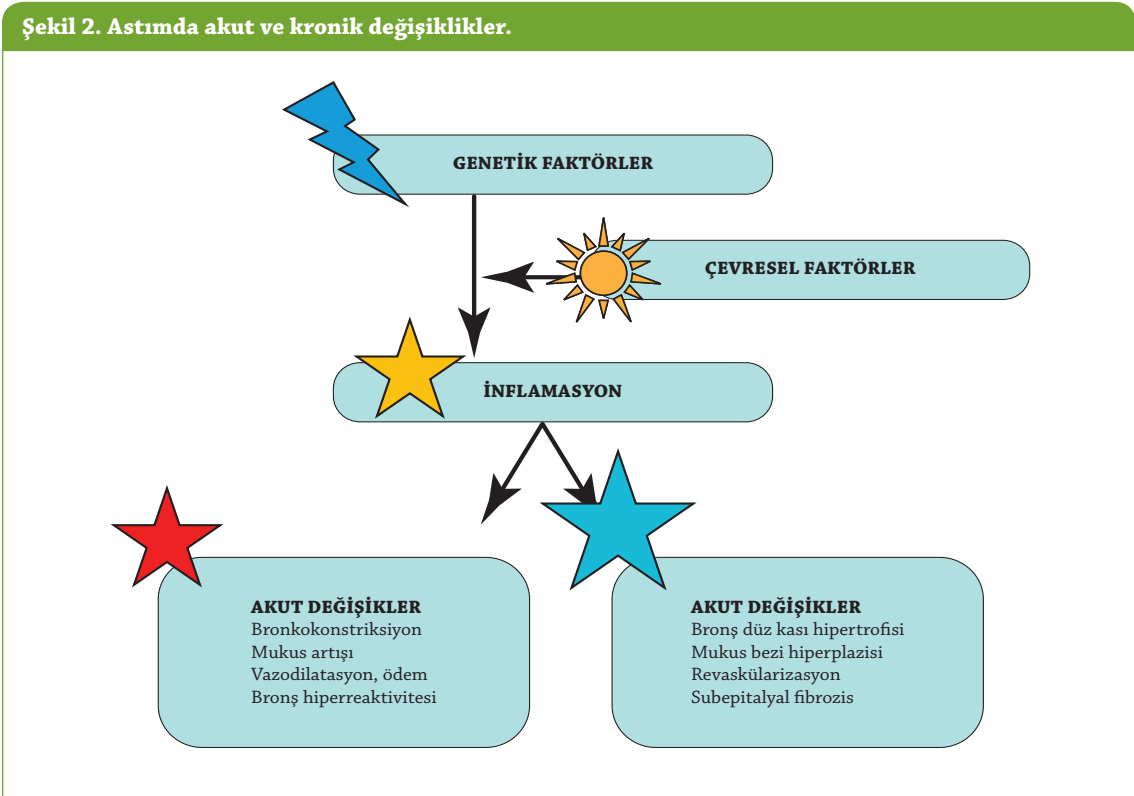 Şekil 2. Astımda akut ve kronik değişiklikler.
GENETİK FAKTÖRLER
ÇEVRESEL FAKTÖRLER
İNFLAMASYON
AKUT DEĞİŞİKLER
Bronkokonstriksiyon
Mukus artışı
Vazodilatasyon, ödem
Bronş hiperreaktivitesi
AKUT DEĞİŞİKLER
Bronş düz kası hipertrofisi
Mukus bezi hiperplazisi
Revaskülarizasyon
Subepitalyal fibrozis